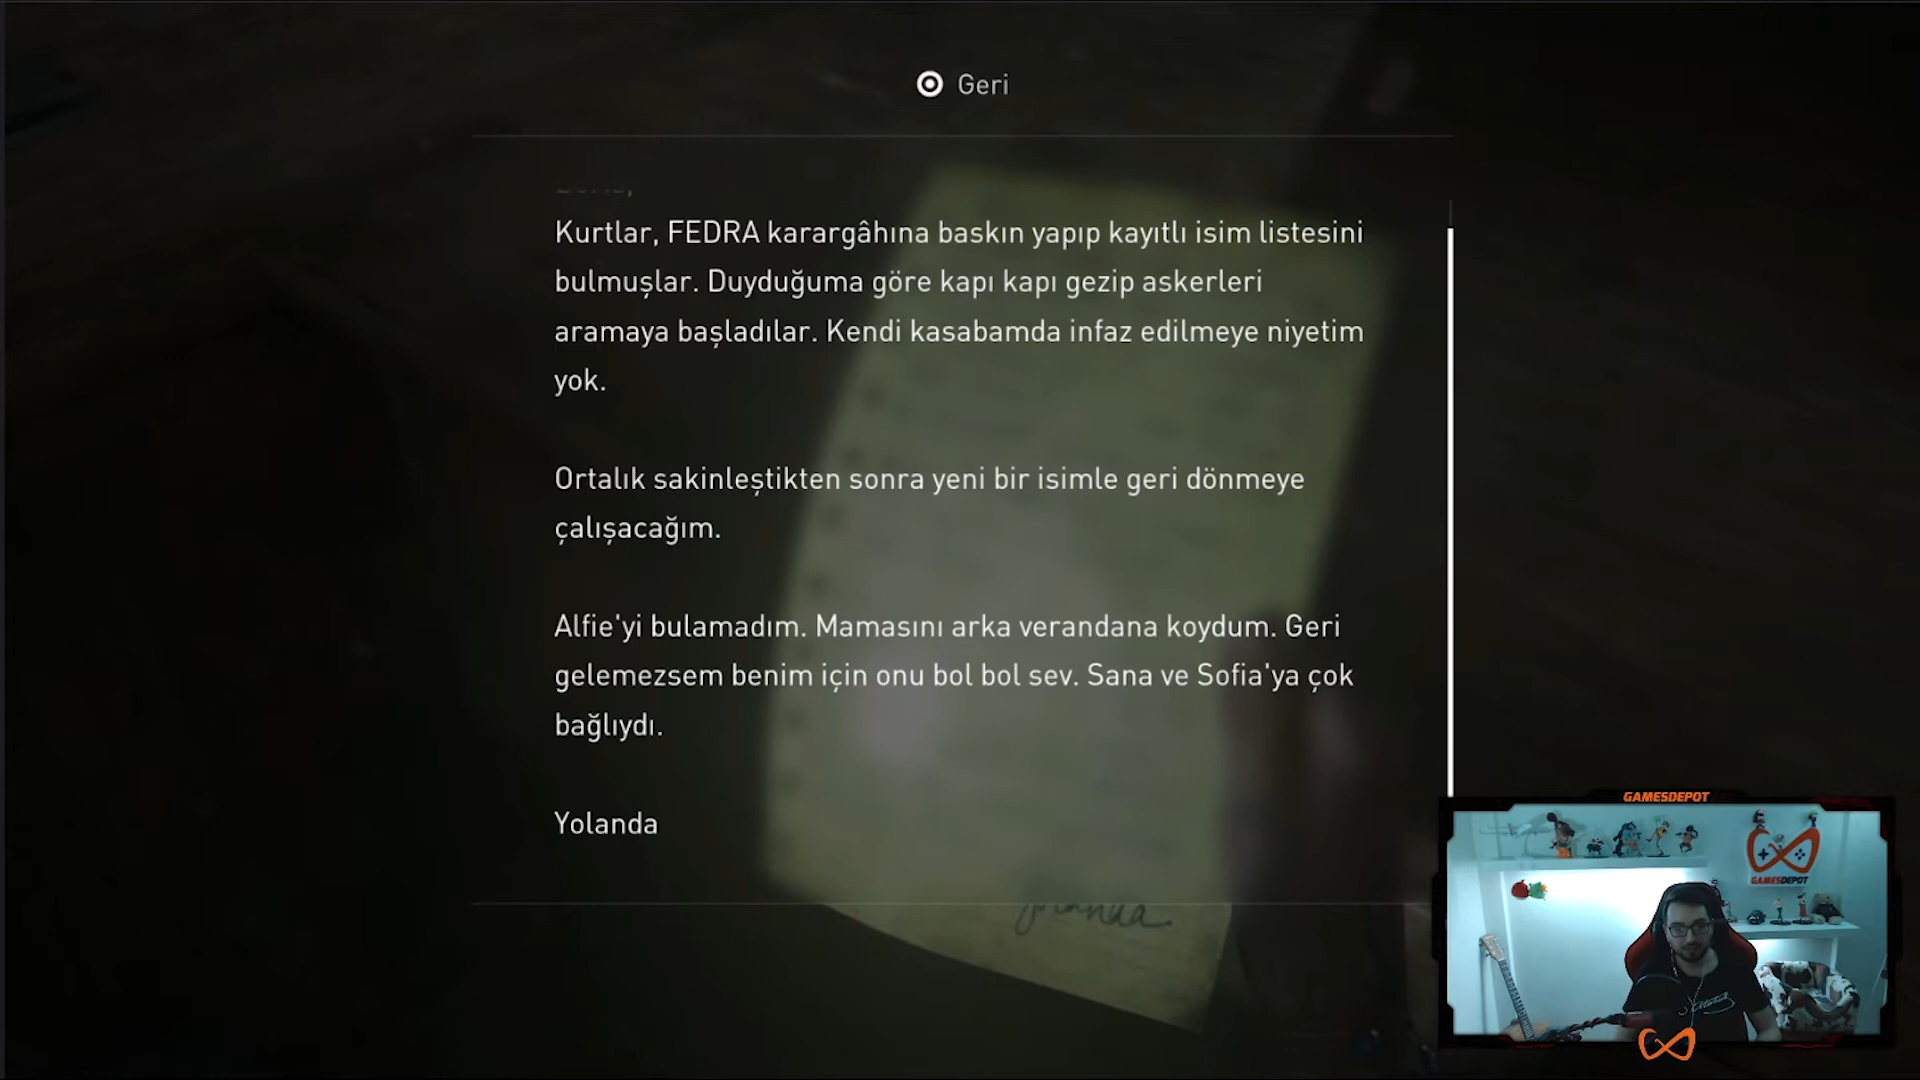 Geri
Kurtlar, FEDRA karargâhına baskın yapıp kayıtlı isim listesini
bulmuşlar. Duyduğuma göre kapı kapı gezip askerleri
aramaya başladılar. Kendi kasabamda infaz edilmeye niyetim
yok.
Ortalık sakinleştikten sonra yeni bir isimle geri dönmeye
çalışacağım.
Alfie'yi bulamadım. Mamasını arka verandana koydum. Geri
gelemezsem benim için onu bol bol sev. Sana ve Sofia'ya çok
bağlıydı.
Yolanda
GAMESDEPOT
GAMESDEPOT